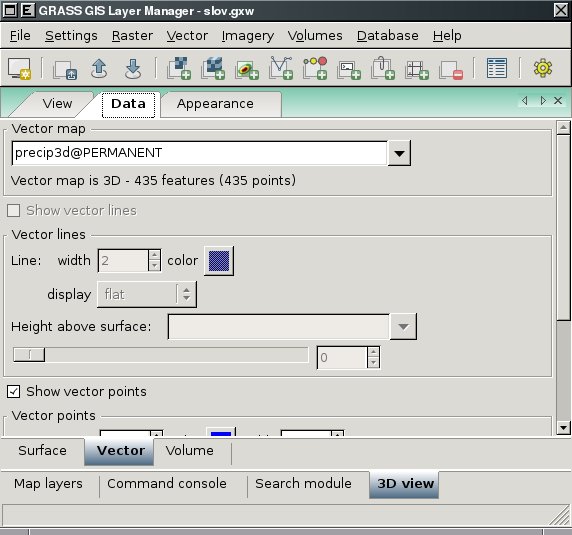 GRASS GIS Layer Manager - slov.gxw
File Settings Raster Vector Imagery Volumes Database Help
View Data Appearance
Vector map
precip3d@PERMANENT
Vector map is 3D - 435 features (435 points)
Show vector lines
Vector lines
Line: width 2 color
display flat
Height above surface:
0
Show vector points
Vector points
Surface Vector Volume
Map layers Command console Search module 3D view